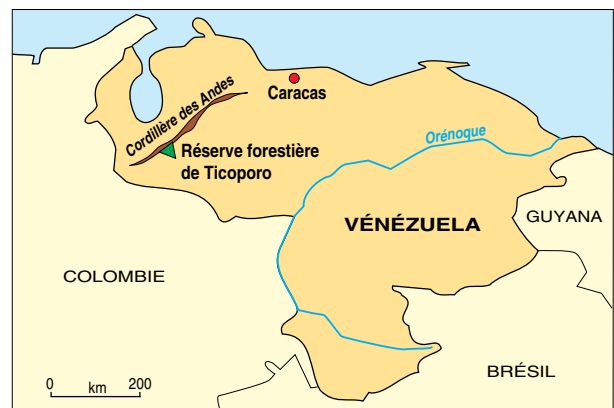 Caracas
Cordillère des Andes
Orénoque
Réserve forestière
de Ticoporo
VÉNÉZUELA
GUYANA
COLOMBIE
BRÉSIL
0 200
km